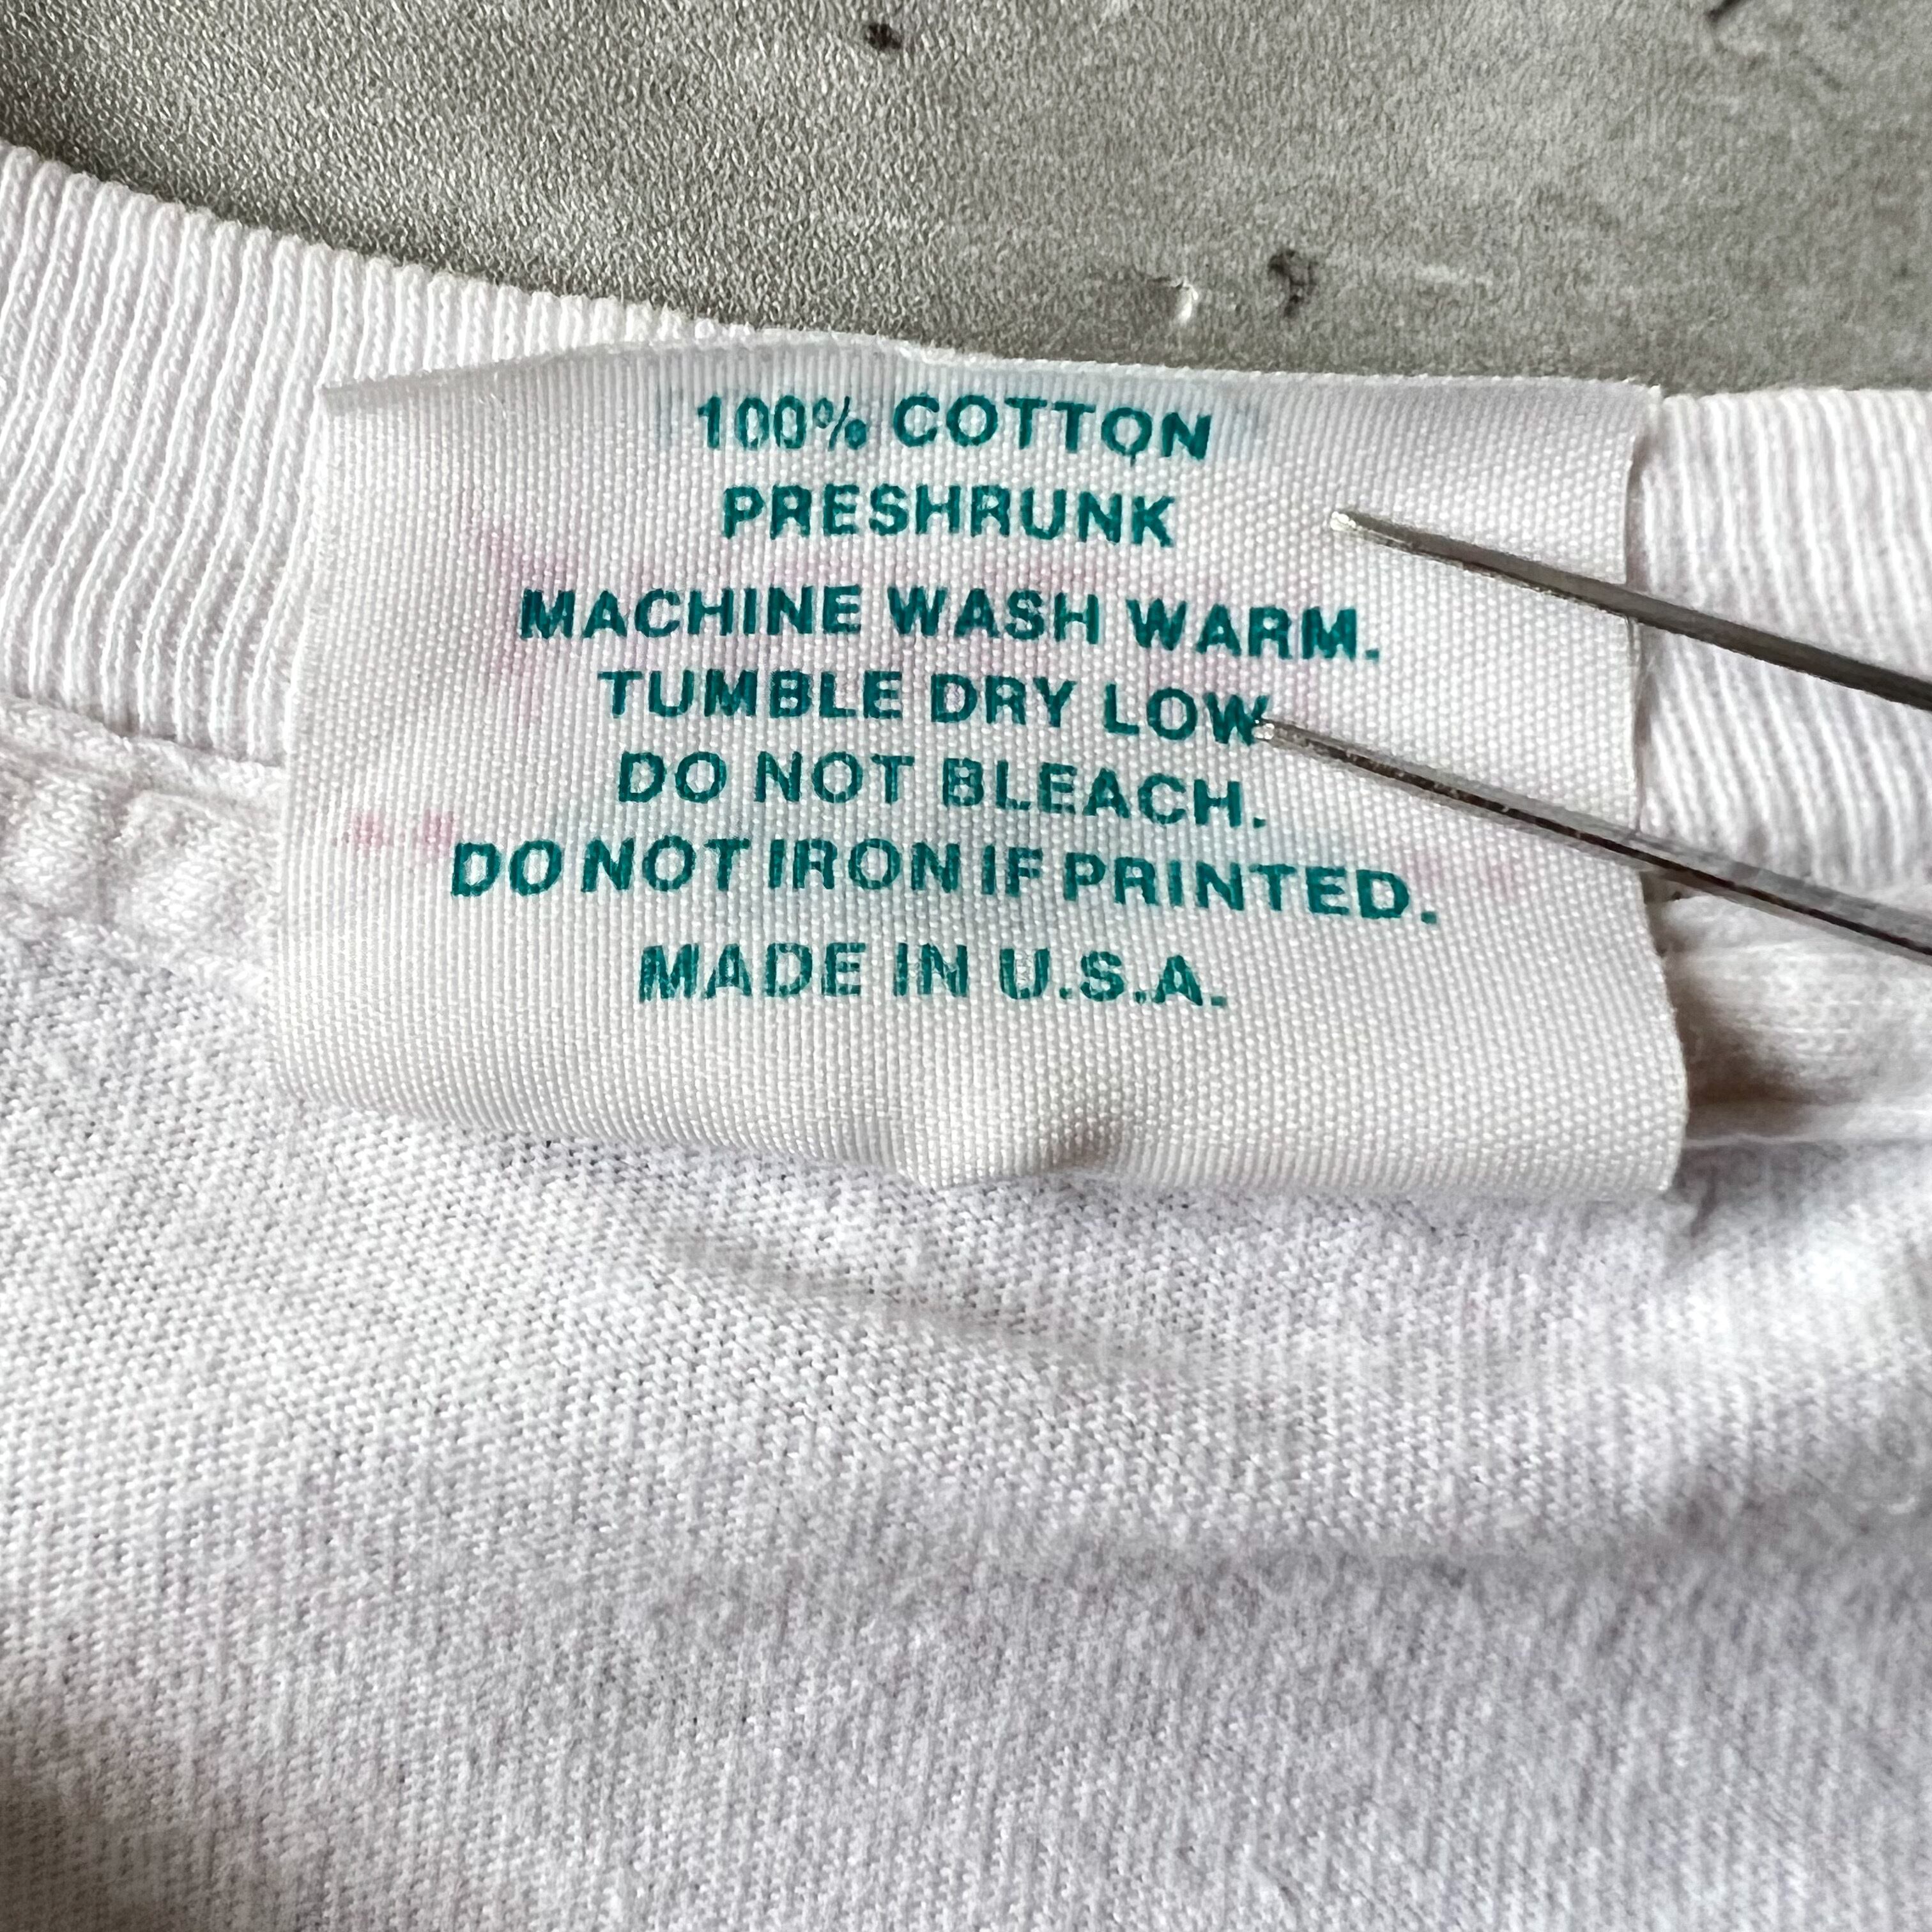 100% COTTON
PRESHRUNK
MACHINE WASH WARM.
TUMBLE DRY LOW
DO NOT BLEACH.
DO NOT IRON IF PRINTED.
MADE IN U.S.A.